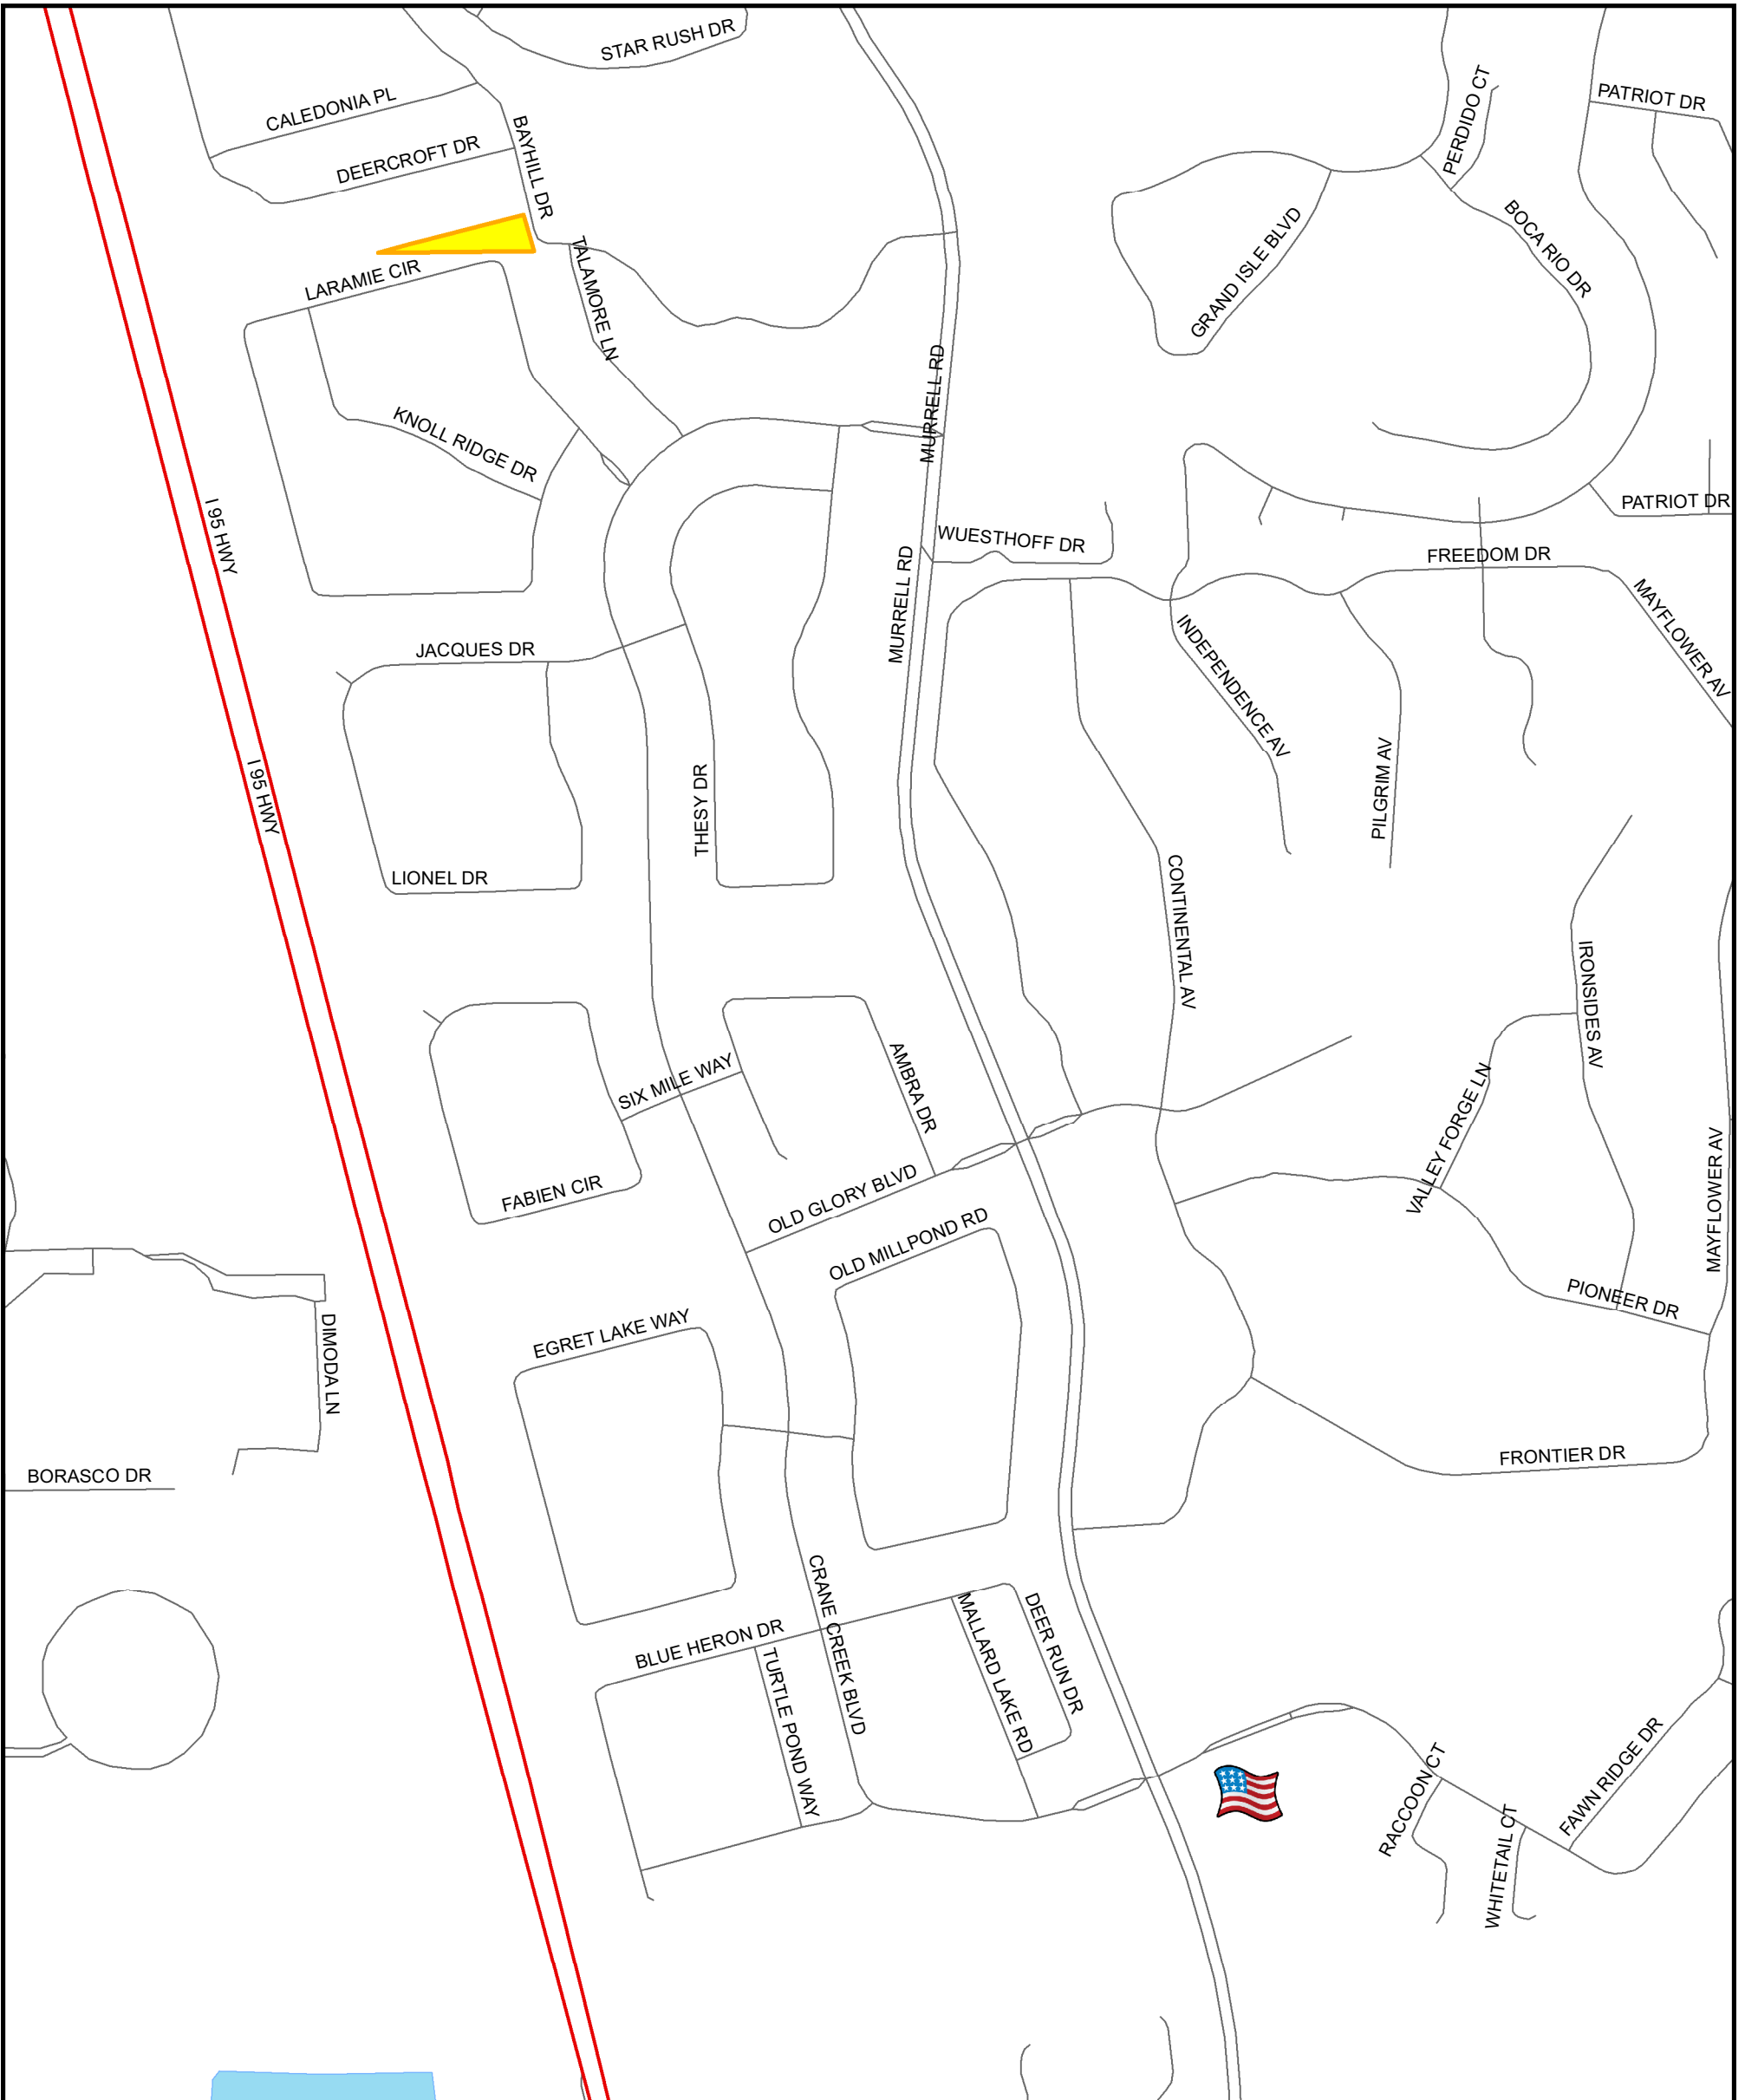 STAR RUSH DR
CALEDONIA PL
PERDIDO CT
PATRIOT DR
BAYHILL DR
DEERCROFT DR
BOCA RIO DR
GRAND ISLE BLVD
TALAMORE LN
LARAMIE CIR
MURRELL RD
KNOLL RIDGE DR
PATRIOT DR
I 95 HWY
WUESTHOFF DR
FREEDOM DR
MURRELL RD
MAYFLOWER AV
INDEPENDENCE AV
JACQUES DR
PILGRIM AV
I 95 HWY
THESY DR
LIONEL DR
CONTINENTAL AV
IRONSIDES AV
AMBRA DR
SIX MILE WAY
VALLEY FORGE LN
MAYFLOWER AV
FABIEN CIR
OLD GLORY BLVD
OLD MILLPOND RD
PIONEER DR
EGRET LAKE WAY
DIMODA LN
FRONTIER DR
BORASCO DR
CRANE CREEK BLVD
MALLARD LAKE RD
DEER RUN DR
BLUE HERON DR
TURTLE POND WAY
RACCOON CT
FAWN RIDGE DR
WHITETAIL CT